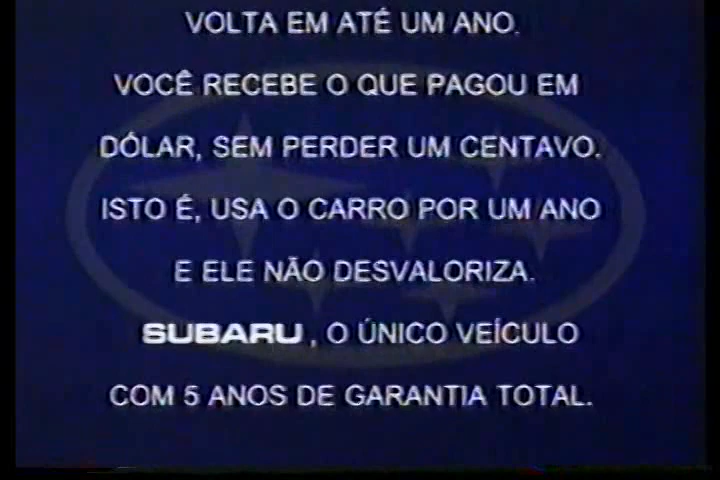 VOLTA EM ATÉ UM ANO.
VOCÊ RECEBE O QUE PAGOU EM
DÓLAR, SEM PERDER UM CENTAVO.
ISTO É, USA O CARRO POR UM ANO
E ELE NÃO DESVALORIZA.
SUBARU, O ÚNICO VEÍCULO
COM 5 ANOS DE GARANTIA TOTAL.